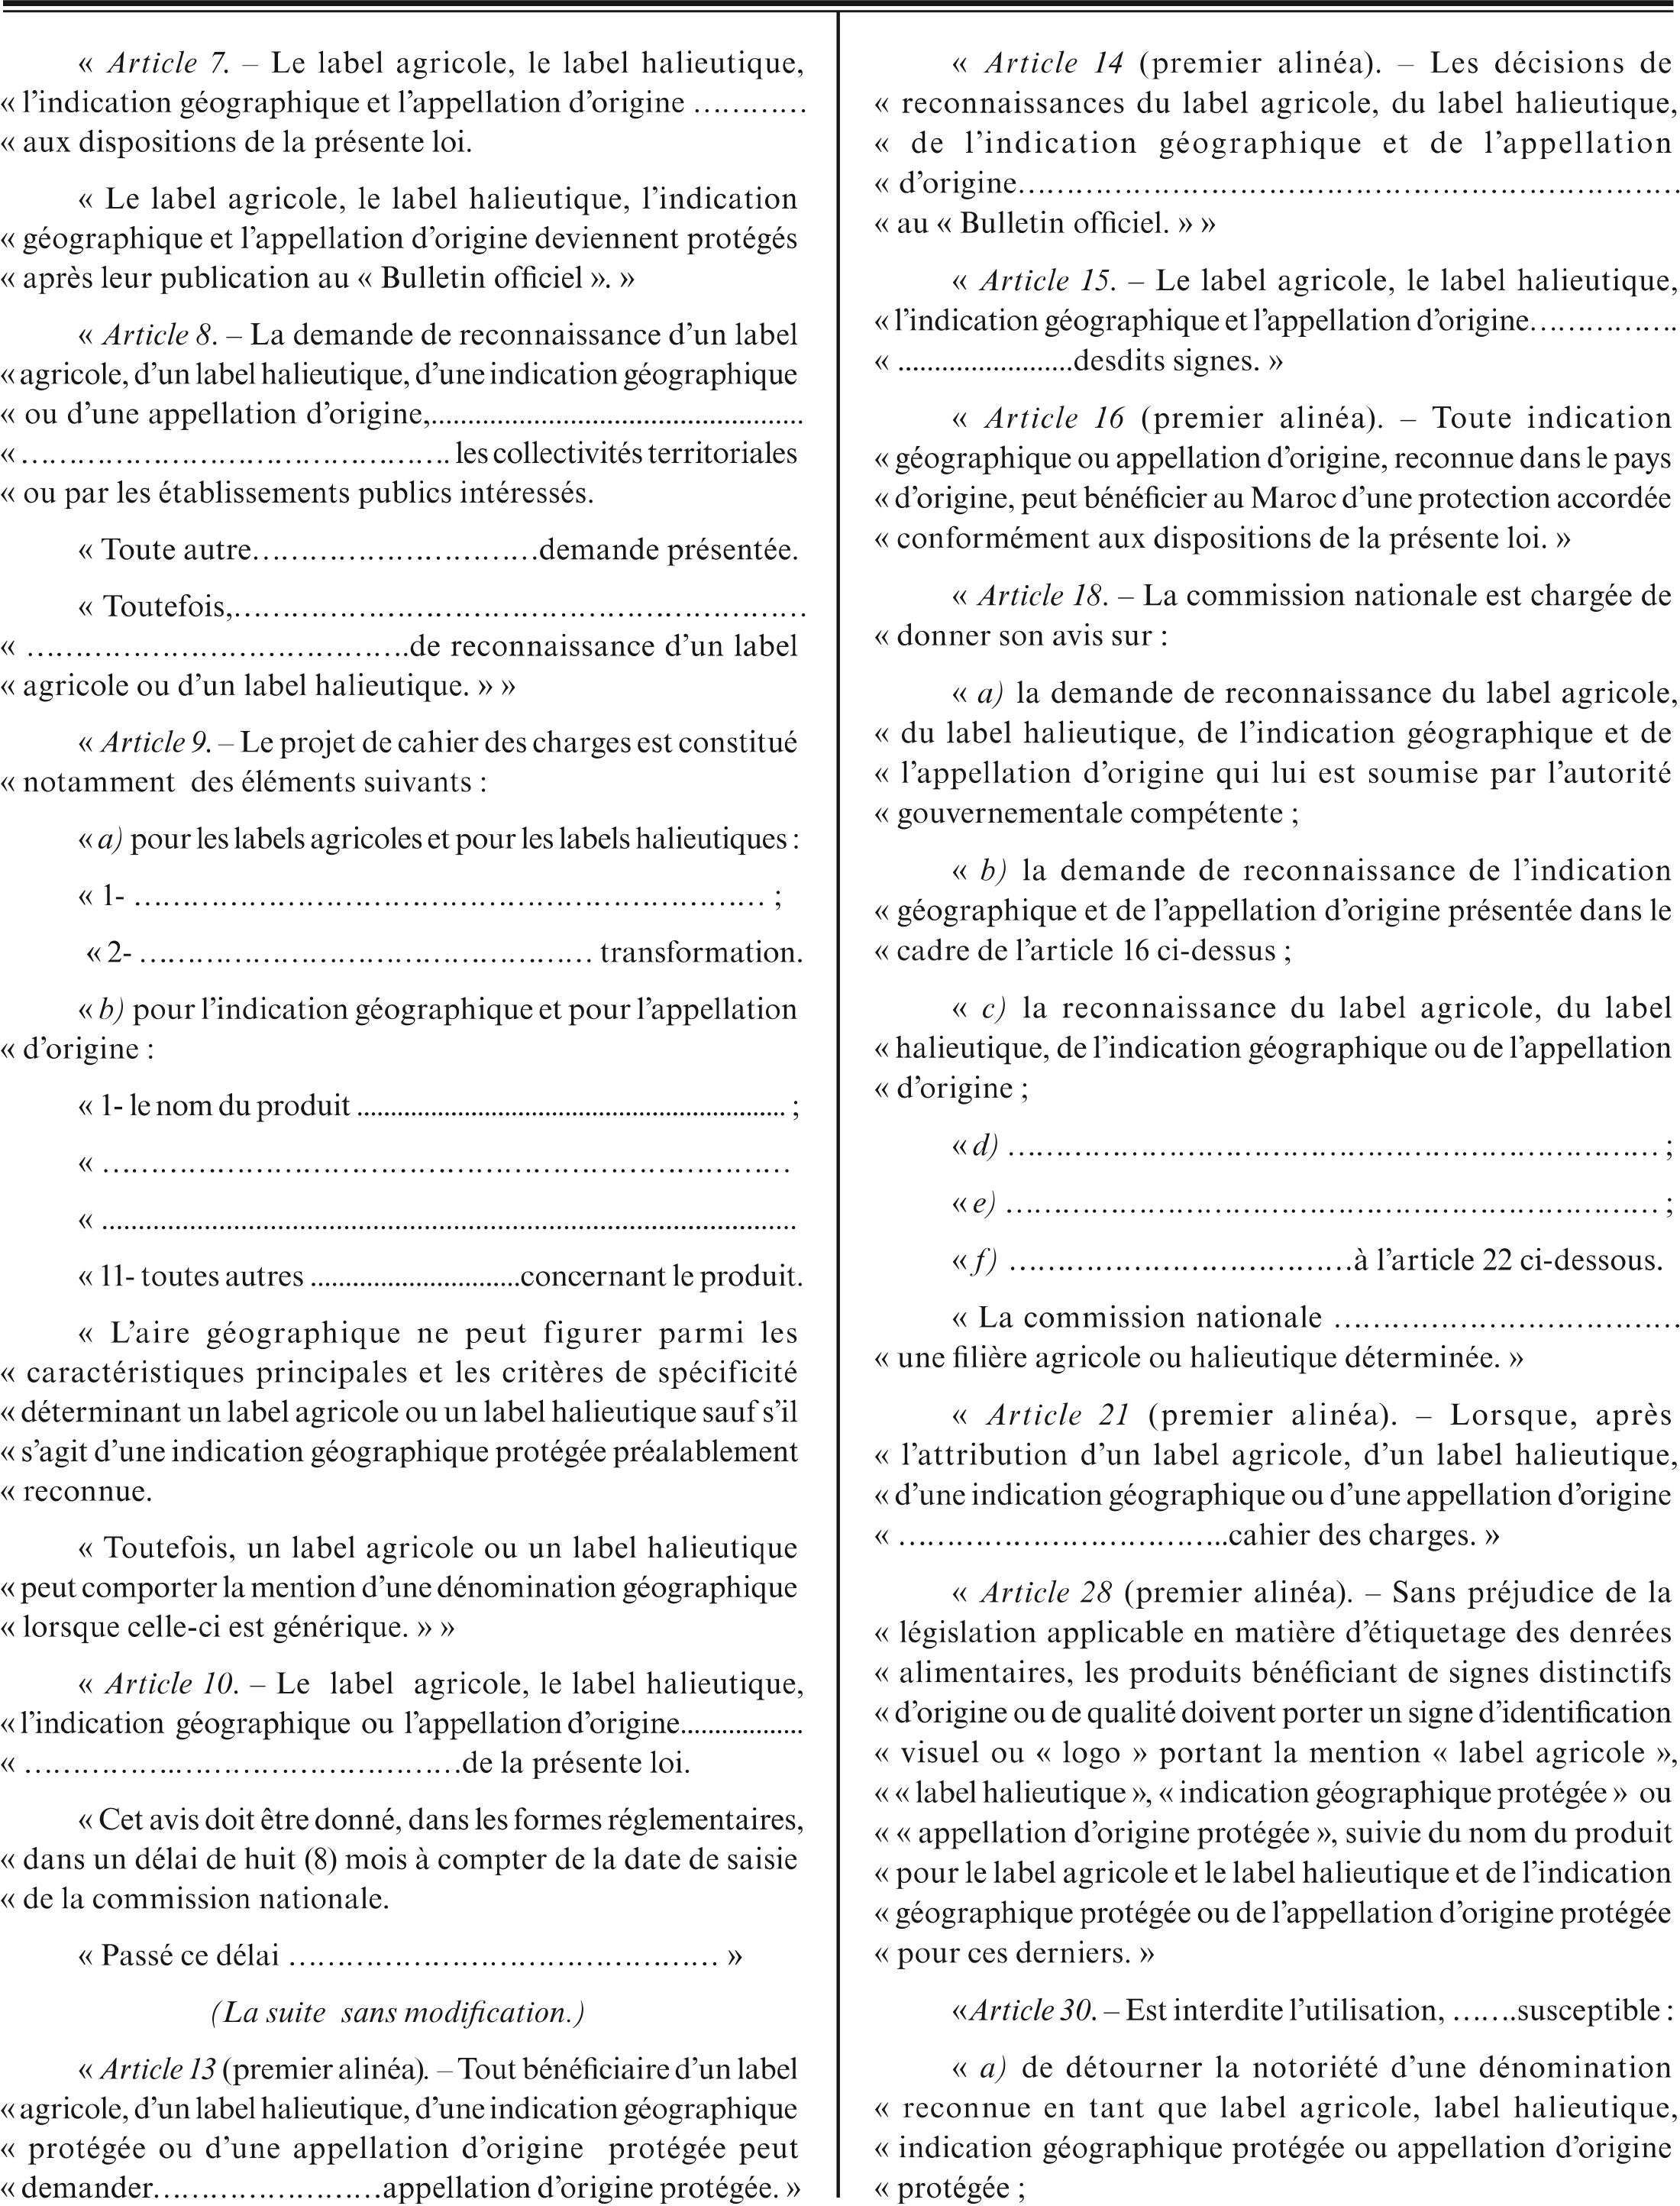 « Article 7. – Le label agricole, le label halieutique,
« l'indication géographique et l'appellation d'origine …………
« aux dispositions de la présente loi.
« Le label agricole, le label halieutique, l'indication
« géographique et l'appellation d'origine deviennent protégés
« après leur publication au « Bulletin officiel ». »
« Article 8. – La demande de reconnaissance d'un label
« agricole, d'un label halieutique, d'une indication géographique
« ou d'une appellation d'origine,..................................................
« ………………………………………… les collectivités territoriales
« ou par les établissements publics intéressés.
« Toute autre…………………………demande présentée.
« Toutefois,……………………………………………………
« ……………………………………de reconnaissance d'un label
« agricole ou d'un label halieutique. » »
« Article 9. – Le projet de cahier des charges est constitué
« notamment des éléments suivants :
« a) pour les labels agricoles et pour les labels halieutiques :
« 1- …………………………………………………………… ;
« 2- ………………………………………… transformation.
« b) pour l'indication géographique et pour l'appellation
« d'origine :
« 1- le nom du produit ................................................................ ;
« …………………………………………………………………
« ..............................................................................................
« 11- toutes autres ...............................concernant le produit.
« L'aire géographique ne peut figurer parmi les
« caractéristiques principales et les critères de spécificité
« déterminant un label agricole ou un label halieutique sauf s'il
« s'agit d'une indication géographique protégée préalablement
« reconnue.
« Toutefois, un label agricole ou un label halieutique
« peut comporter la mention d'une dénomination géographique
« lorsque celle-ci est générique. » »
« Article 10. – Le label agricole, le label halieutique,
« l'indication géographique ou l'appellation d'origine.................
« …………………………………………de la présente loi.
« Cet avis doit être donné, dans les formes réglementaires,
« dans un délai de huit (8) mois à compter de la date de saisie
« de la commission nationale.
« Passé ce délai ……………………………………… »
(La suite sans modification.)
« Article 13 (premier alinéa). – Tout bénéficiaire d'un label
« agricole, d'un label halieutique, d'une indication géographique
« protégée ou d'une appellation d'origine protégée peut
« demander……………………appellation d'origine protégée. »
« Article 14 (premier alinéa). – Les décisions de
« reconnaissances du label agricole, du label halieutique,
« de l'indication géographique et de l'appellation
« d'origine………………………………………………………………
« au « Bulletin officiel. » »
« Article 15. – Le label agricole, le label halieutique,
« l'indication géographique et l'appellation d'origine……………
« ........................desdits signes. »
« Article 16 (premier alinéa). – Toute indication
« géographique ou appellation d'origine, reconnue dans le pays
« d'origine, peut bénéficier au Maroc d'une protection accordée
« conformément aux dispositions de la présente loi. »
« Article 18. – La commission nationale est chargée de
« donner son avis sur :
« a) la demande de reconnaissance du label agricole,
« du label halieutique, de l'indication géographique et de
« l'appellation d'origine qui lui est soumise par l'autorité
« gouvernementale compétente ;
« b) la demande de reconnaissance de l'indication
« géographique et de l'appellation d'origine présentée dans le
« cadre de l'article 16 ci-dessus ;
« c) la reconnaissance du label agricole, du label
« halieutique, de l'indication géographique ou de l'appellation
« d'origine ;
« d) ……………………………………………………………… ;
« e) ……………………………………………………………… ;
« f) ………………………………à l'article 22 ci-dessous.
« La commission nationale ………………………………
« une filière agricole ou halieutique déterminée. »
« Article 21 (premier alinéa). – Lorsque, après
« l'attribution d'un label agricole, d'un label halieutique,
« d'une indication géographique ou d'une appellation d'origine
« ……………………………..cahier des charges. »
« Article 28 (premier alinéa). – Sans préjudice de la
« législation applicable en matière d'étiquetage des denrées
« alimentaires, les produits bénéficiant de signes distinctifs
« d'origine ou de qualité doivent porter un signe d'identification
« visuel ou « logo » portant la mention « label agricole »,
« « label halieutique », « indication géographique protégée » ou
« « appellation d'origine protégée », suivie du nom du produit
« pour le label agricole et le label halieutique et de l'indication
« géographique protégée ou de l'appellation d'origine protégée
« pour ces derniers. »
«Article 30. – Est interdite l'utilisation, …….susceptible :
« a) de détourner la notoriété d'une dénomination
« reconnue en tant que label agricole, label halieutique,
« indication géographique protégée ou appellation d'origine
« protégée ;